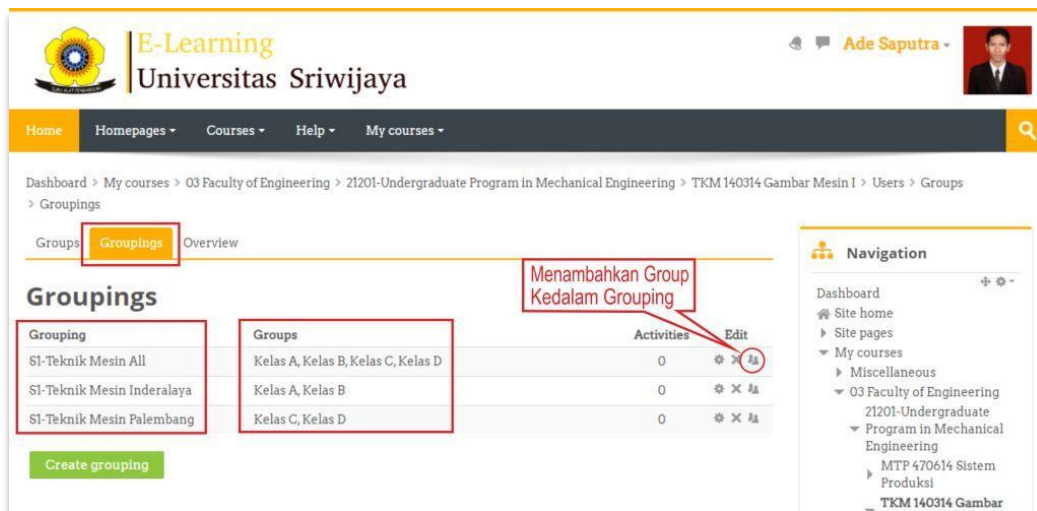 E-Learning
Universitas Sriwijaya
Ade Saputra
Home Homepages Courses Help My courses
Dashboard > My courses > 03 Faculty of Engineering > 21201-Undergraduate Program in Mechanical Engineering > TKM 140314 Gambar Mesin I > Users > Groups
> Groupings
Groups Groupings Overview
Menambahkan Group
Kedalam Grouping
Groupings
Grouping Groups Activities Edit
S1-Teknik Mesin All Kelas A, Kelas B, Kelas C, Kelas D 0
S1-Teknik Mesin Inderalaya Kelas A, Kelas B 0
S1-Teknik Mesin Palembang Kelas C, Kelas D 0
Create grouping
Navigation
Dashboard
Site home
Site pages
My courses
Miscellaneous
03 Faculty of Engineering
21201-Undergraduate
Program in Mechanical
Engineering
MTP 470614 Sistem
Produksi
TKM 140314 Gambar